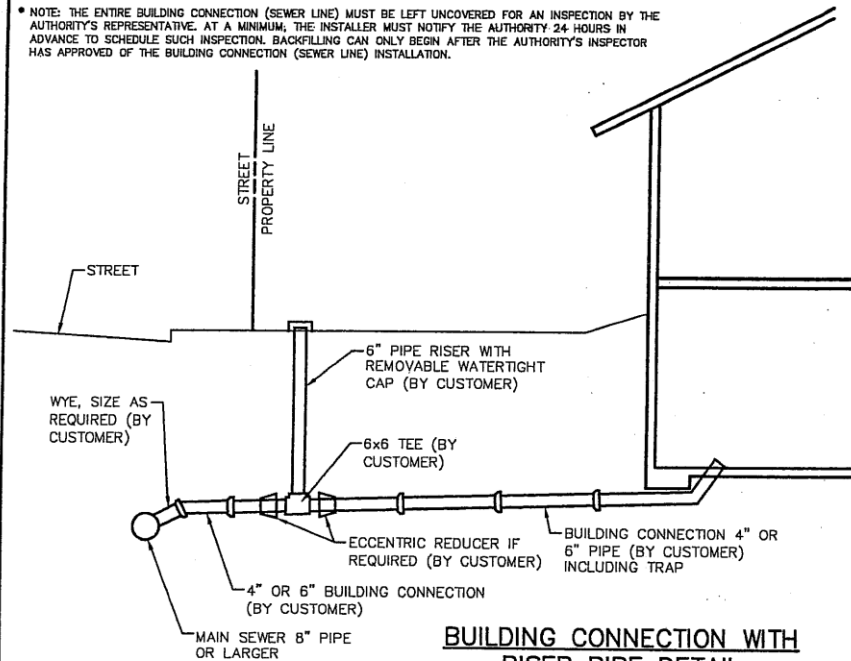 • NOTE: THE ENTIRE BUILDING CONNECTION (SEWER LINE) MUST BE LEFT UNCOVERED FOR AN INSPECTION BY THE
AUTHORITY'S REPRESENTATIVE. AT A MINIMUM; THE INSTALLER MUST NOTIFY THE AUTHORITY 24 HOURS IN
ADVANCE TO SCHEDULE SUCH INSPECTION. BACKFILLING CAN ONLY BEGIN AFTER THE AUTHORITY'S INSPECTOR
HAS APPROVED OF THE BUILDING CONNECTION (SEWER LINE) INSTALLATION.
STREET
PROPERTY LINE
STREET
6" PIPE RISER WITH
REMOVABLE WATERTIGHT
CAP (BY CUSTOMER)
WYE, SIZE AS
REQUIRED (BY
CUSTOMER)
6x6 TEE (BY
CUSTOMER)
ECCENTRIC REDUCER IF
REQUIRED (BY CUSTOMER)
BUILDING CONNECTION 4" OR
6" PIPE (BY CUSTOMER)
INCLUDING TRAP
4" OR 6" BUILDING CONNECTION
(BY CUSTOMER)
MAIN SEWER 8" PIPE
OR LARGER
BUILDING CONNECTION WITH
RISER PIPE DETAIL